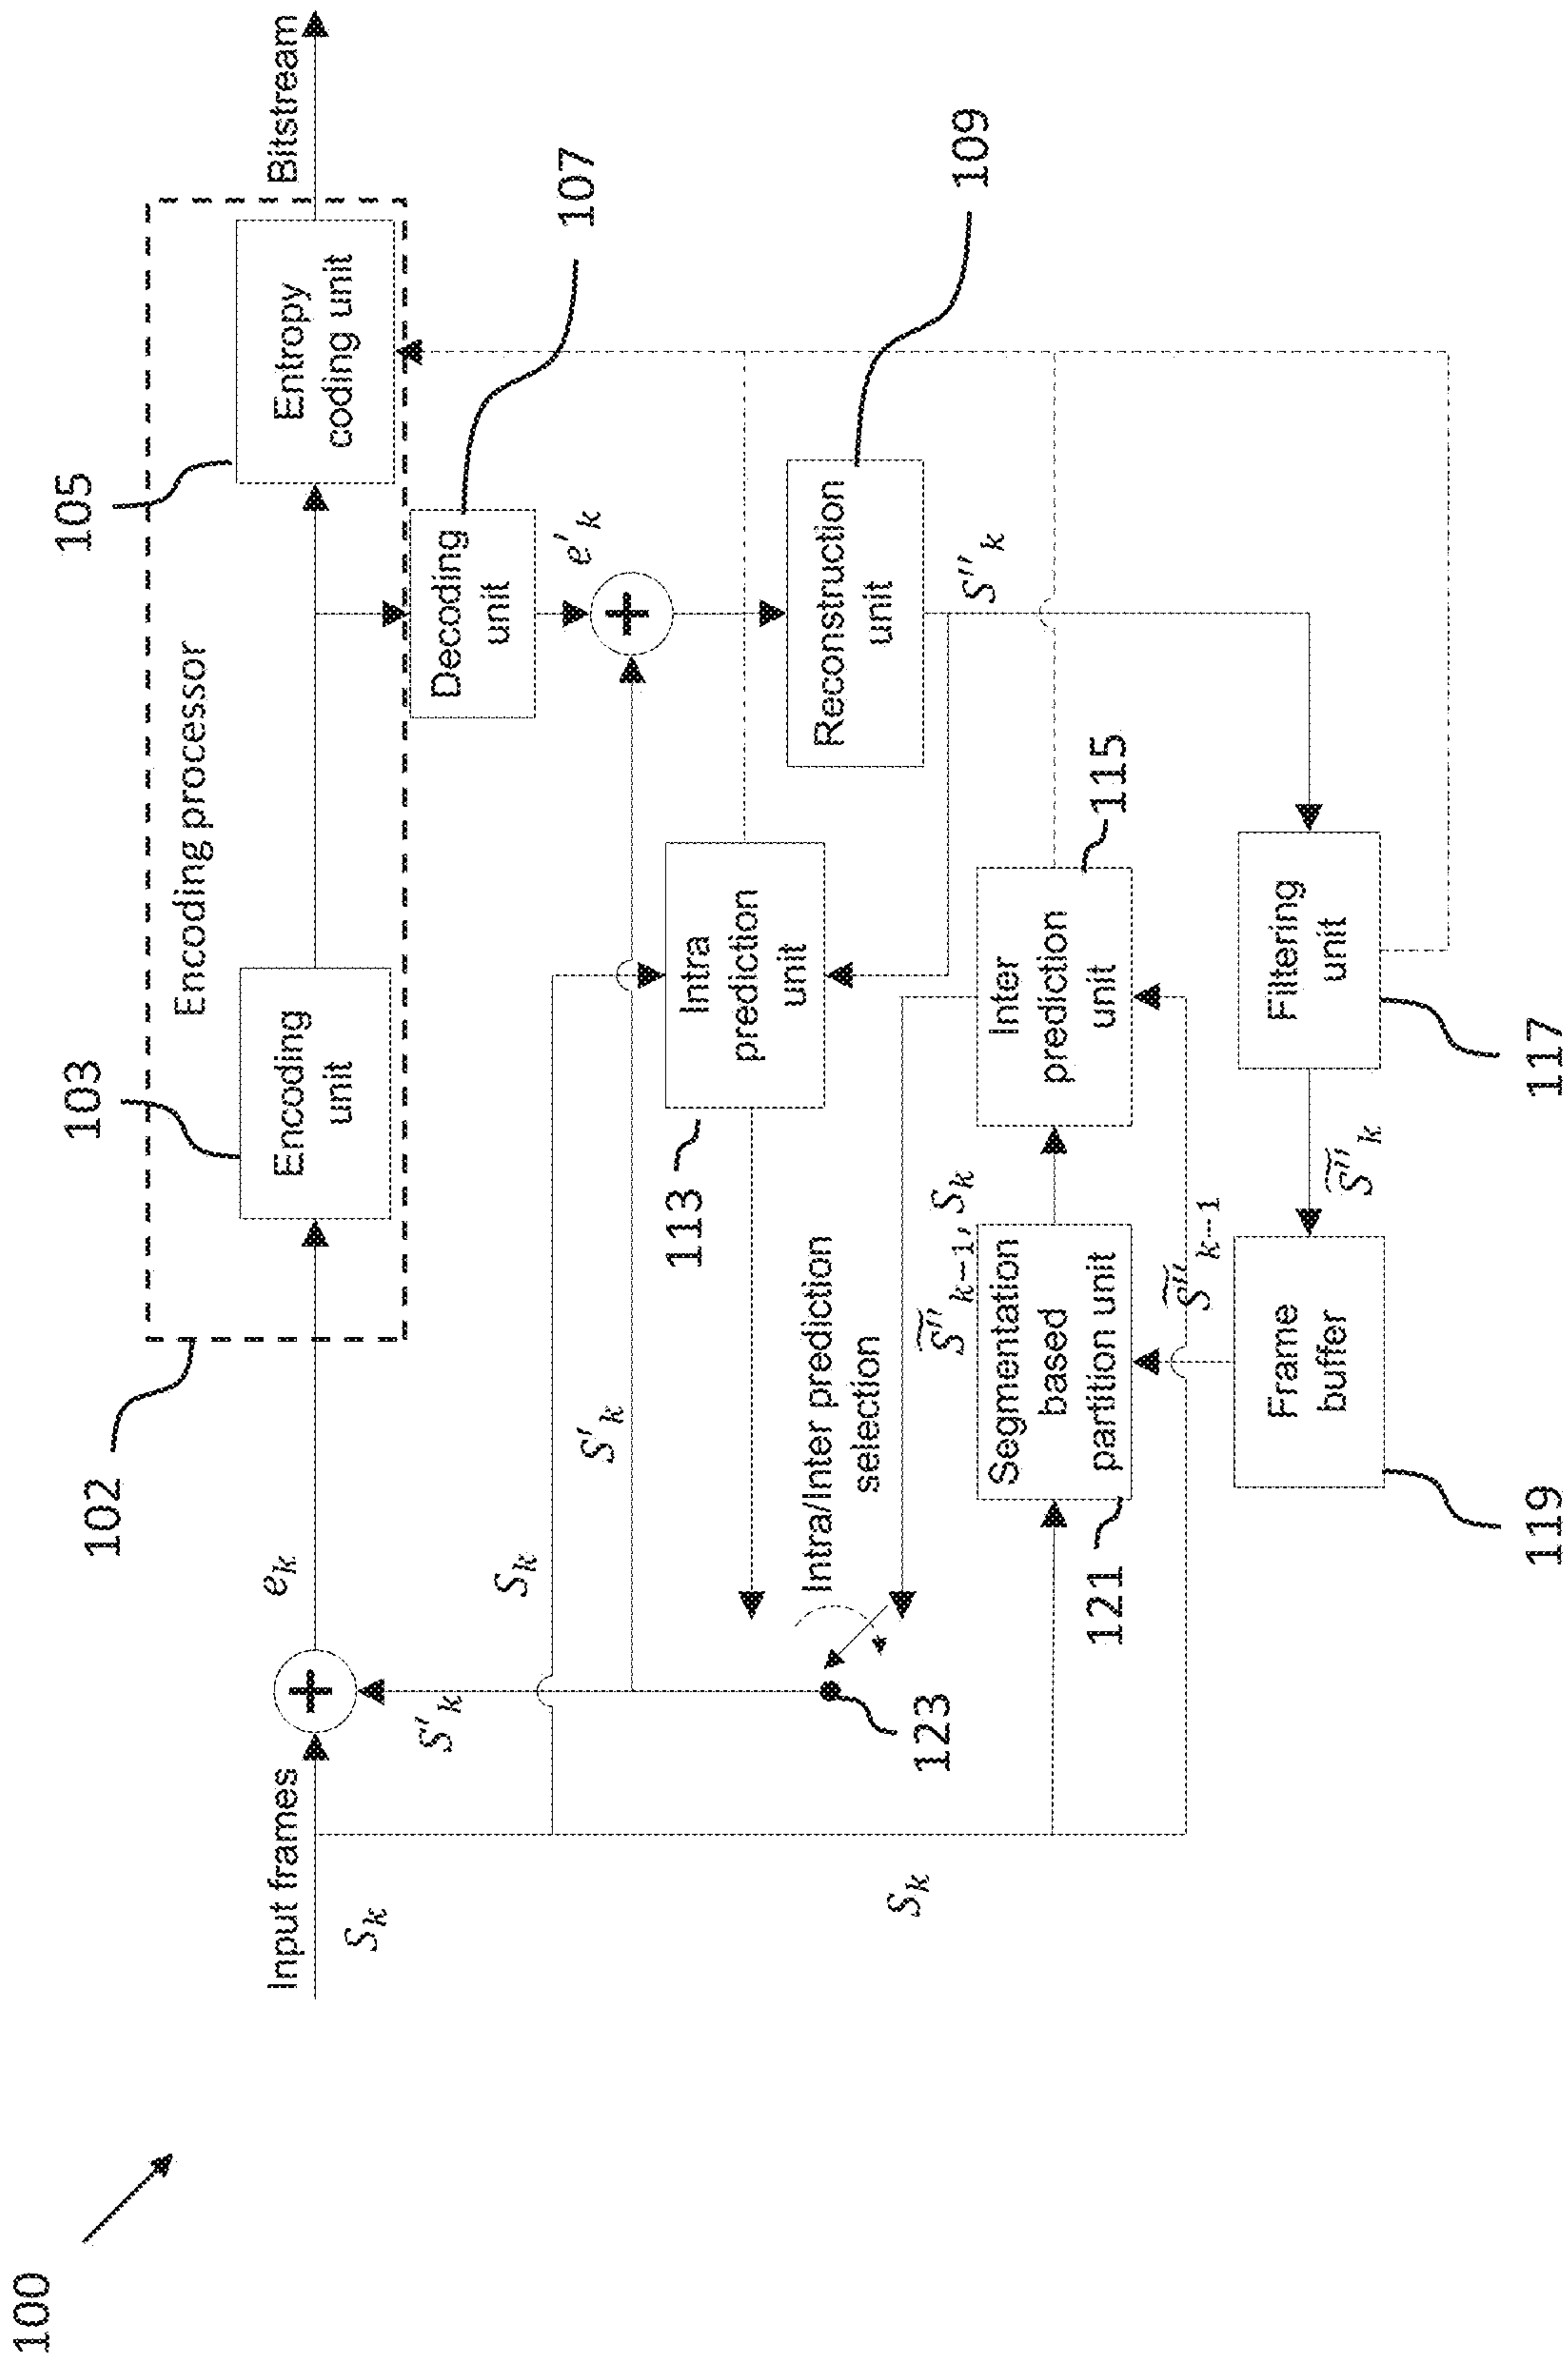 100
102
103
105
Encoding processor
Input frames
Sₖ
eₖ
Encoding
unit
Entropy
coding unit
Bitstream
S'ₖ
Sₖ
S'ₖ
Decoding
unit
107
e'ₖ
113
Intra
prediction
unit
Reconstruction
unit
109
Intra/Inter prediction
selection
123
Sₖ
S̃''ₖ₋₁, Sₖ
S''ₖ
121
Segmentation
based
partition unit
Inter
prediction
unit
115
S̃''ₖ₋₁
Frame
buffer
119
S̃''ₖ
Filtering
unit
117